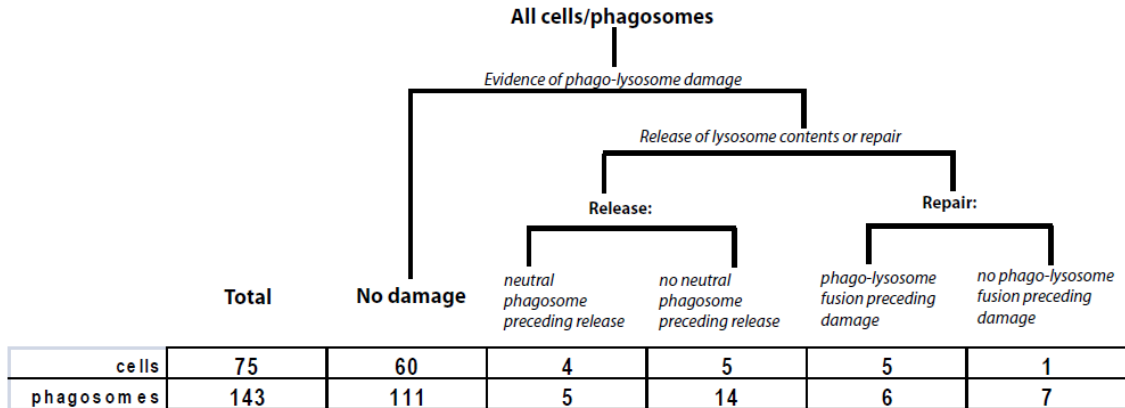 All cells/phagosomes
Evidence of phago-lysosome damage
Release of lysosome contents or repair
Release:
Repair:
Total
No damage
neutral
phagosome
preceding release
no neutral
phagosome
preceding release
phago-lysosome
fusion preceding
damage
no phago-lysosome
fusion preceding
damage
cells 75 60 4 5 5 1
phagosomes 143 111 5 14 6 7